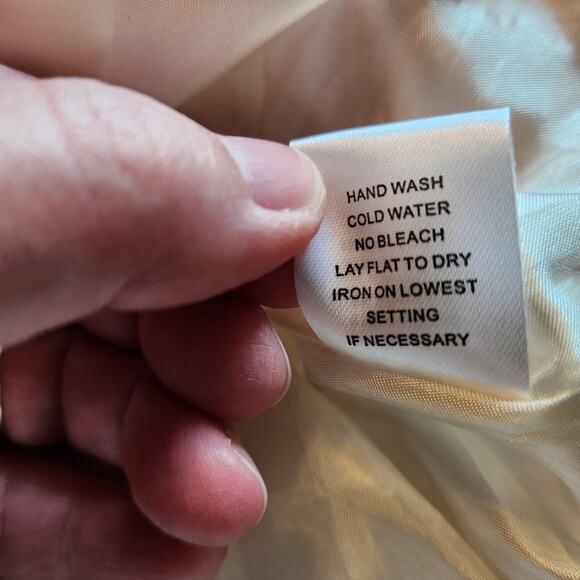 HAND WASH
COLD WATER
NO BLEACH
LAY FLAT TO DRY
IRON ON LOWEST
SETTING
IF NECESSARY